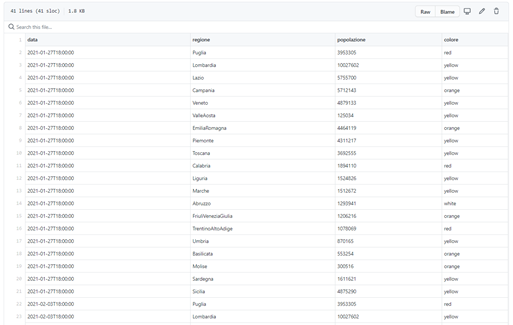 41 lines (41 sloc) 1.8 KB Raw Blame
Search this file...
1 data regione popolazione colore
2 2021-01-27T18:00:00 Puglia 3953305 red
3 2021-01-27T18:00:00 Lombardia 10027602 yellow
4 2021-01-27T18:00:00 Lazio 5755700 yellow
5 2021-01-27T18:00:00 Campania 5712143 orange
6 2021-01-27T18:00:00 Veneto 4879133 yellow
7 2021-01-27T18:00:00 ValleAosta 125034 yellow
8 2021-01-27T18:00:00 EmiliaRomagna 4464119 orange
9 2021-01-27T18:00:00 Piemonte 4311217 yellow
10 2021-01-27T18:00:00 Toscana 3692555 yellow
11 2021-01-27T18:00:00 Calabria 1894110 red
12 2021-01-27T18:00:00 Liguria 1524826 yellow
13 2021-01-27T18:00:00 Marche 1512672 yellow
14 2021-01-27T18:00:00 Abruzzo 1293941 white
15 2021-01-27T18:00:00 FriuliVeneziaGiulia 1206216 orange
16 2021-01-27T18:00:00 TrentinoAltoAdige 1078069 red
17 2021-01-27T18:00:00 Umbria 870165 yellow
18 2021-01-27T18:00:00 Basilicata 553254 orange
19 2021-01-27T18:00:00 Molise 300516 orange
20 2021-01-27T18:00:00 Sardegna 1611621 yellow
21 2021-01-27T18:00:00 Sicilia 4875290 yellow
22 2021-02-03T18:00:00 Puglia 3953305 red
23 2021-02-03T18:00:00 Lombardia 10027602 yellow